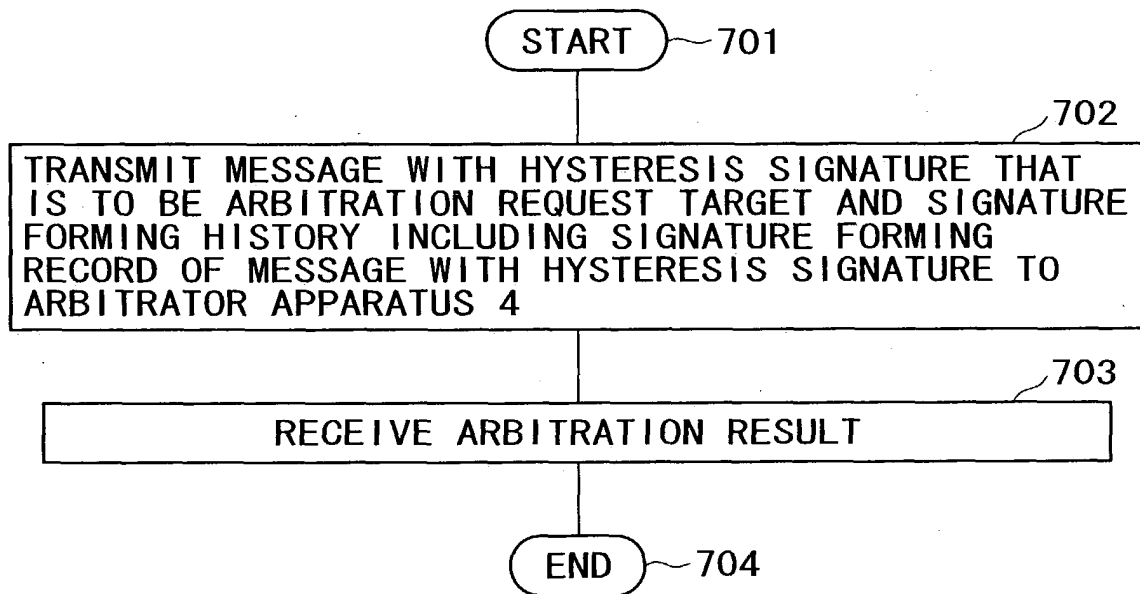 START 701
702
TRANSMIT MESSAGE WITH HYSTERESIS SIGNATURE THAT
IS TO BE ARBITRATION REQUEST TARGET AND SIGNATURE
FORMING HISTORY INCLUDING SIGNATURE FORMING
RECORD OF MESSAGE WITH HYSTERESIS SIGNATURE TO
ARBITRATOR APPARATUS 4
703
RECEIVE ARBITRATION RESULT
END 704